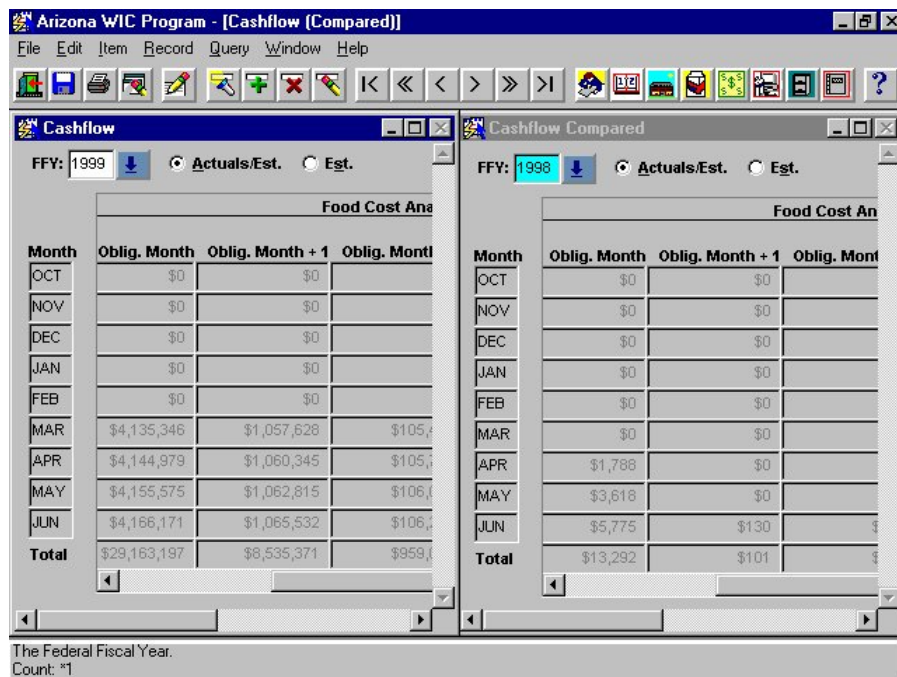 Arizona WIC Program - [Cashflow (Compared)]
File Edit Item Record Query Window Help
Cashflow
FFY: 1999 Actuals/Est. Est.
Food Cost Ana
Month Oblig. Month Oblig. Month + 1 Oblig. Month
OCT $0 $0
NOV $0 $0
DEC $0 $0
JAN $0 $0
FEB $0 $0
MAR $4,135,346 $1,057,628 $105,4
APR $4,144,979 $1,060,345 $105,
MAY $4,155,575 $1,062,815 $106,
JUN $4,166,171 $1,065,532 $106,
Total $29,163,197 $8,535,371 $959,
Cashflow Compared
FFY: 1998 Actuals/Est. Est.
Food Cost An
Month Oblig. Month Oblig. Month + 1 Oblig. Mont
OCT $0 $0
NOV $0 $0
DEC $0 $0
JAN $0 $0
FEB $0 $0
MAR $0 $0
APR $1,788 $0
MAY $3,618 $0
JUN $5,775 $130 $
Total $13,292 $101 $
The Federal Fiscal Year.
Count: *1